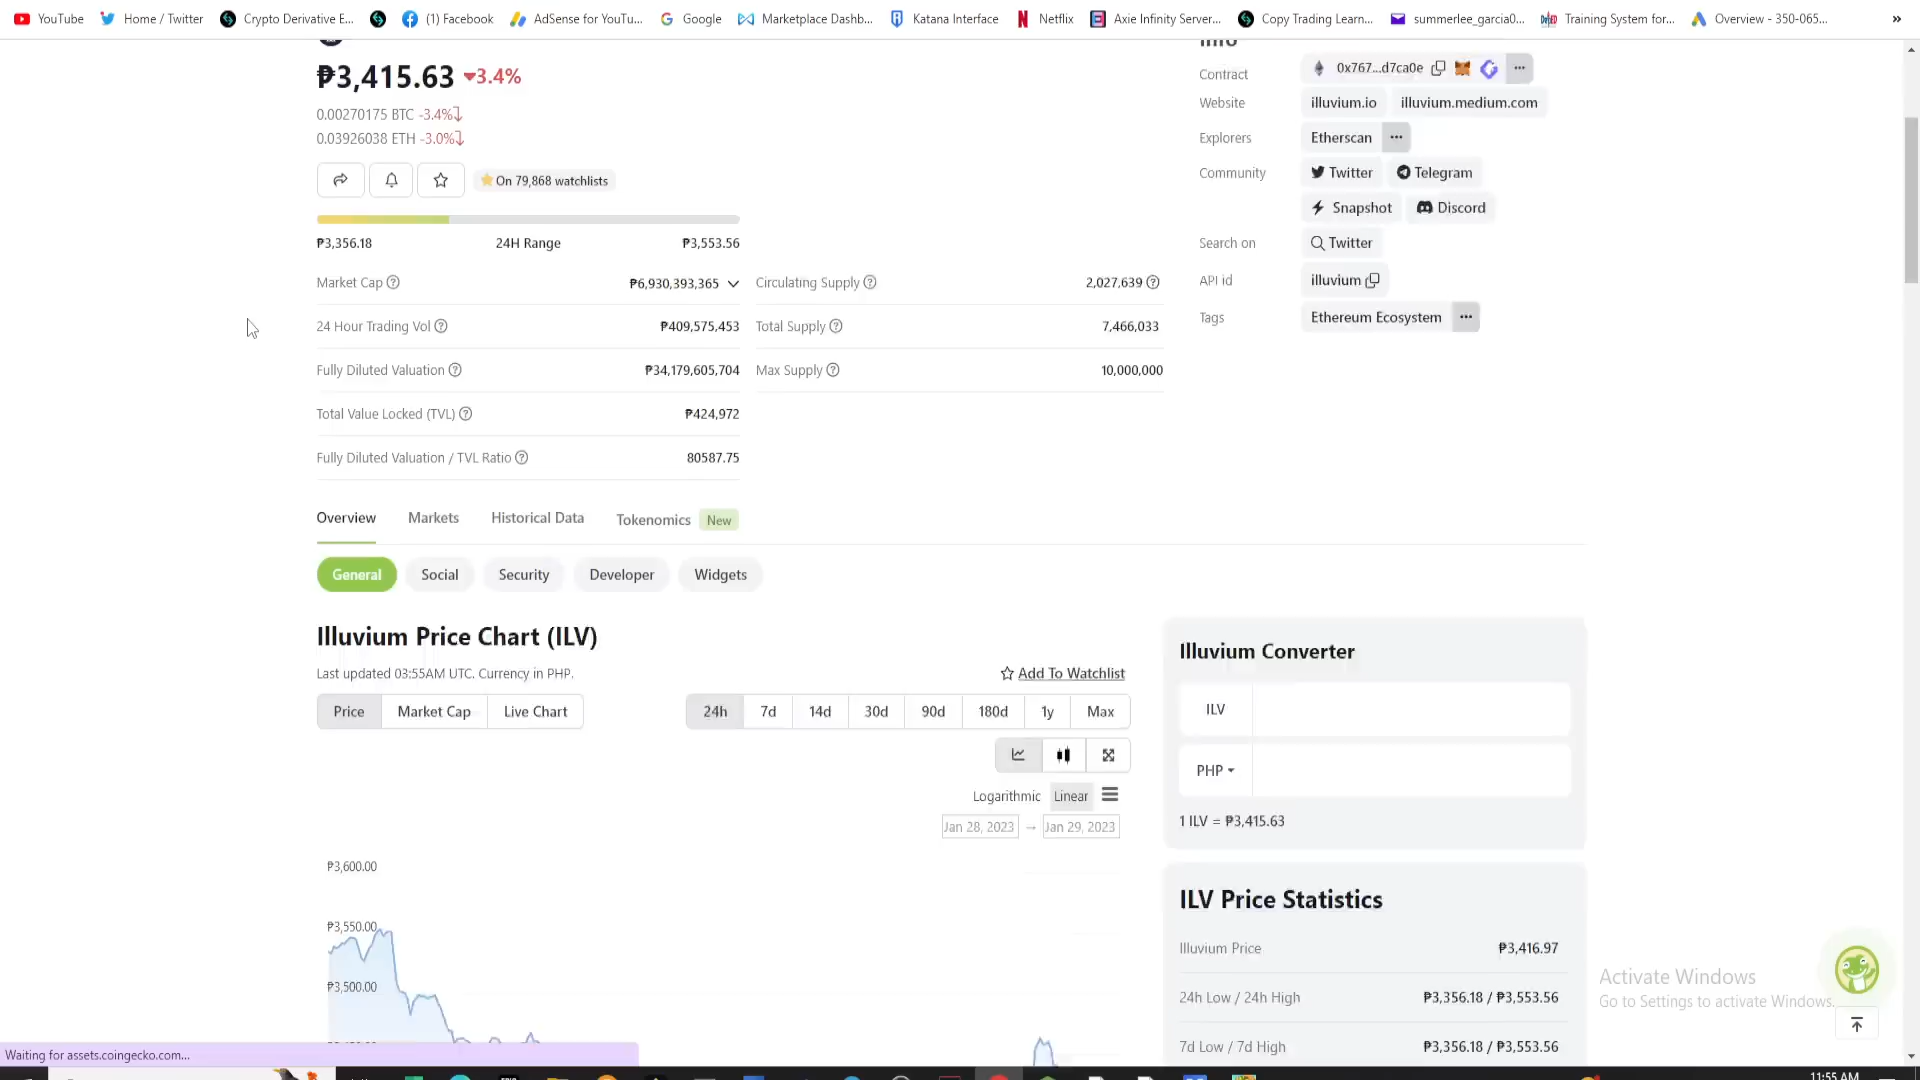 YouTube Home / Twitter Crypto Derivative E... (1) Facebook AdSense for YouTu... Google Marketplace Dashb... Katana Interface Netflix Axie Infinity Server... Copy Trading Learn... summerlee_garcia0... Training System for... Overview - 350-065... »
Info
₱3,415.63 3.4%
0.00270175 BTC -3.4%
0.03926038 ETH -3.0%
On 79,868 watchlists
₱3,356.18 24H Range ₱3,553.56
Market Cap ₱6,930,393,365
24 Hour Trading Vol ₱409,575,453
Fully Diluted Valuation ₱34,179,605,704
Total Value Locked (TVL) ₱424,972
Fully Diluted Valuation / TVL Ratio 80587.75
Circulating Supply 2,027,639
Total Supply 7,466,033
Max Supply 10,000,000
Contract 0x767...d7ca0e ...
Website illuvium.io illuvium.medium.com
Explorers Etherscan ...
Community Twitter Telegram
Snapshot Discord
Search on Twitter
API id illuvium
Tags Ethereum Ecosystem ...
Overview Markets Historical Data Tokenomics New
General Social Security Developer Widgets
Illuvium Price Chart (ILV)
Last updated 03:55AM UTC. Currency in PHP.
Add To Watchlist
Price Market Cap Live Chart
24h 7d 14d 30d 90d 180d 1y Max
Logarithmic Linear
Jan 28, 2023 → Jan 29, 2023
₱3,600.00
₱3,550.00
₱3,500.00
Illuvium Converter
ILV
PHP
1 ILV = ₱3,415.63
ILV Price Statistics
Illuvium Price ₱3,416.97
24h Low / 24h High ₱3,356.18 / ₱3,553.56
7d Low / 7d High ₱3,356.18 / ₱3,553.56
Activate Windows
Go to Settings to activate Windows.
Waiting for assets.coingecko.com...
11:55 AM